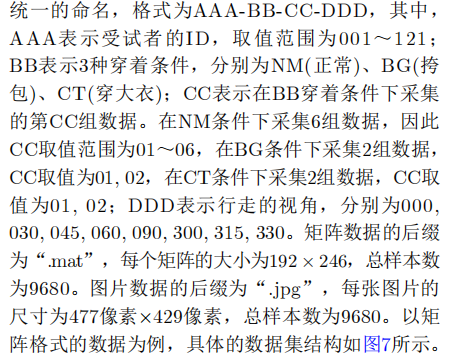 统一的命名，格式为AAA-BB-CC-DDD，其中，
AAA表示受试者的ID，取值范围为001～121；
BB表示3种穿着条件，分别为NM(正常)、BG(挎
包)、CT(穿大衣)；CC表示在BB穿着条件下采集
的第CC组数据。在NM条件下采集6组数据，因此
CC取值范围为01～06，在BG条件下采集2组数据，
CC取值为01, 02，在CT条件下采集2组数据，CC取
值为01, 02；DDD表示行走的视角，分别为000,
030, 045, 060, 090, 300, 315, 330。矩阵数据的后缀
为“.mat”，每个矩阵的大小为192 × 246，总样本数
为9680。图片数据的后缀为“.jpg”，每张图片的
尺寸为477像素×429像素，总样本数为9680。以矩
阵格式的数据为例，具体的数据集结构如图7所示。